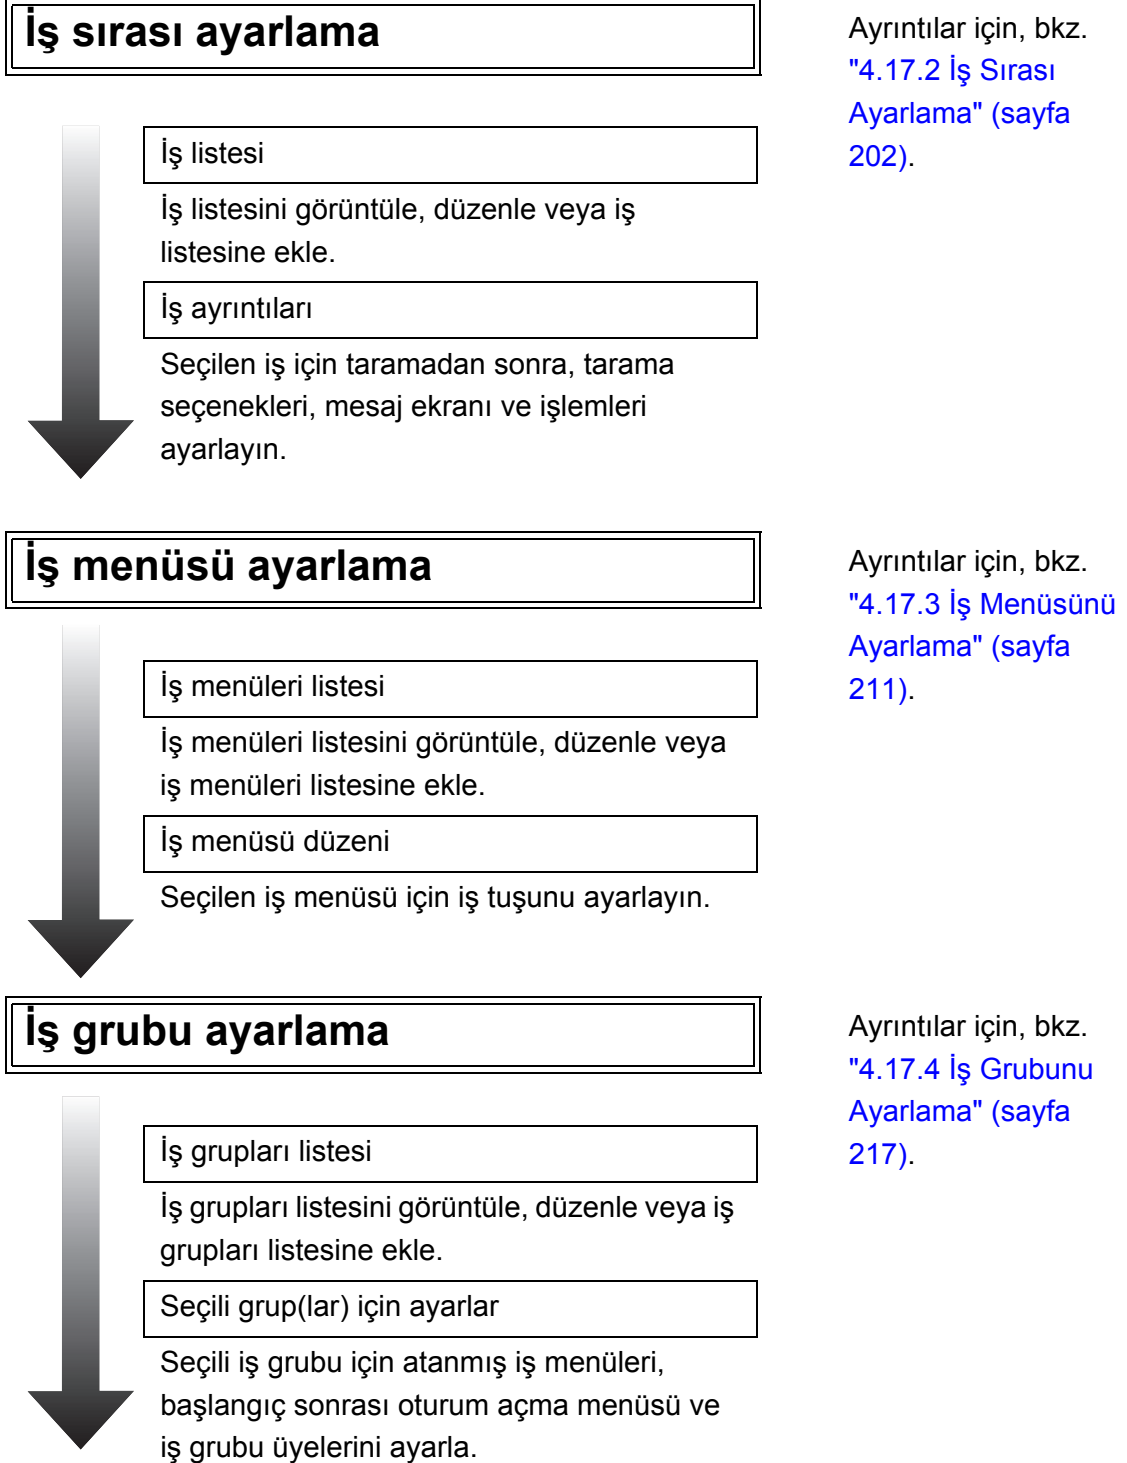 İş sırası ayarlama
Ayrıntılar için, bkz.
"4.17.2 İş Sırası
Ayarlama" (sayfa
202).
İş listesi
İş listesini görüntüle, düzenle veya iş
listesine ekle.
İş ayrıntıları
Seçilen iş için taramadan sonra, tarama
seçenekleri, mesaj ekranı ve işlemleri
ayarlayın.
İş menüsü ayarlama
Ayrıntılar için, bkz.
"4.17.3 İş Menüsünü
Ayarlama" (sayfa
211).
İş menüleri listesi
İş menüleri listesini görüntüle, düzenle veya
iş menüleri listesine ekle.
İş menüsü düzeni
Seçilen iş menüsü için iş tuşunu ayarlayın.
İş grubu ayarlama
Ayrıntılar için, bkz.
"4.17.4 İş Grubunu
Ayarlama" (sayfa
217).
İş grupları listesi
İş grupları listesini görüntüle, düzenle veya iş
grupları listesine ekle.
Seçili grup(lar) için ayarlar
Seçili iş grubu için atanmış iş menüleri,
başlangıç sonrası oturum açma menüsü ve
iş grubu üyelerini ayarla.